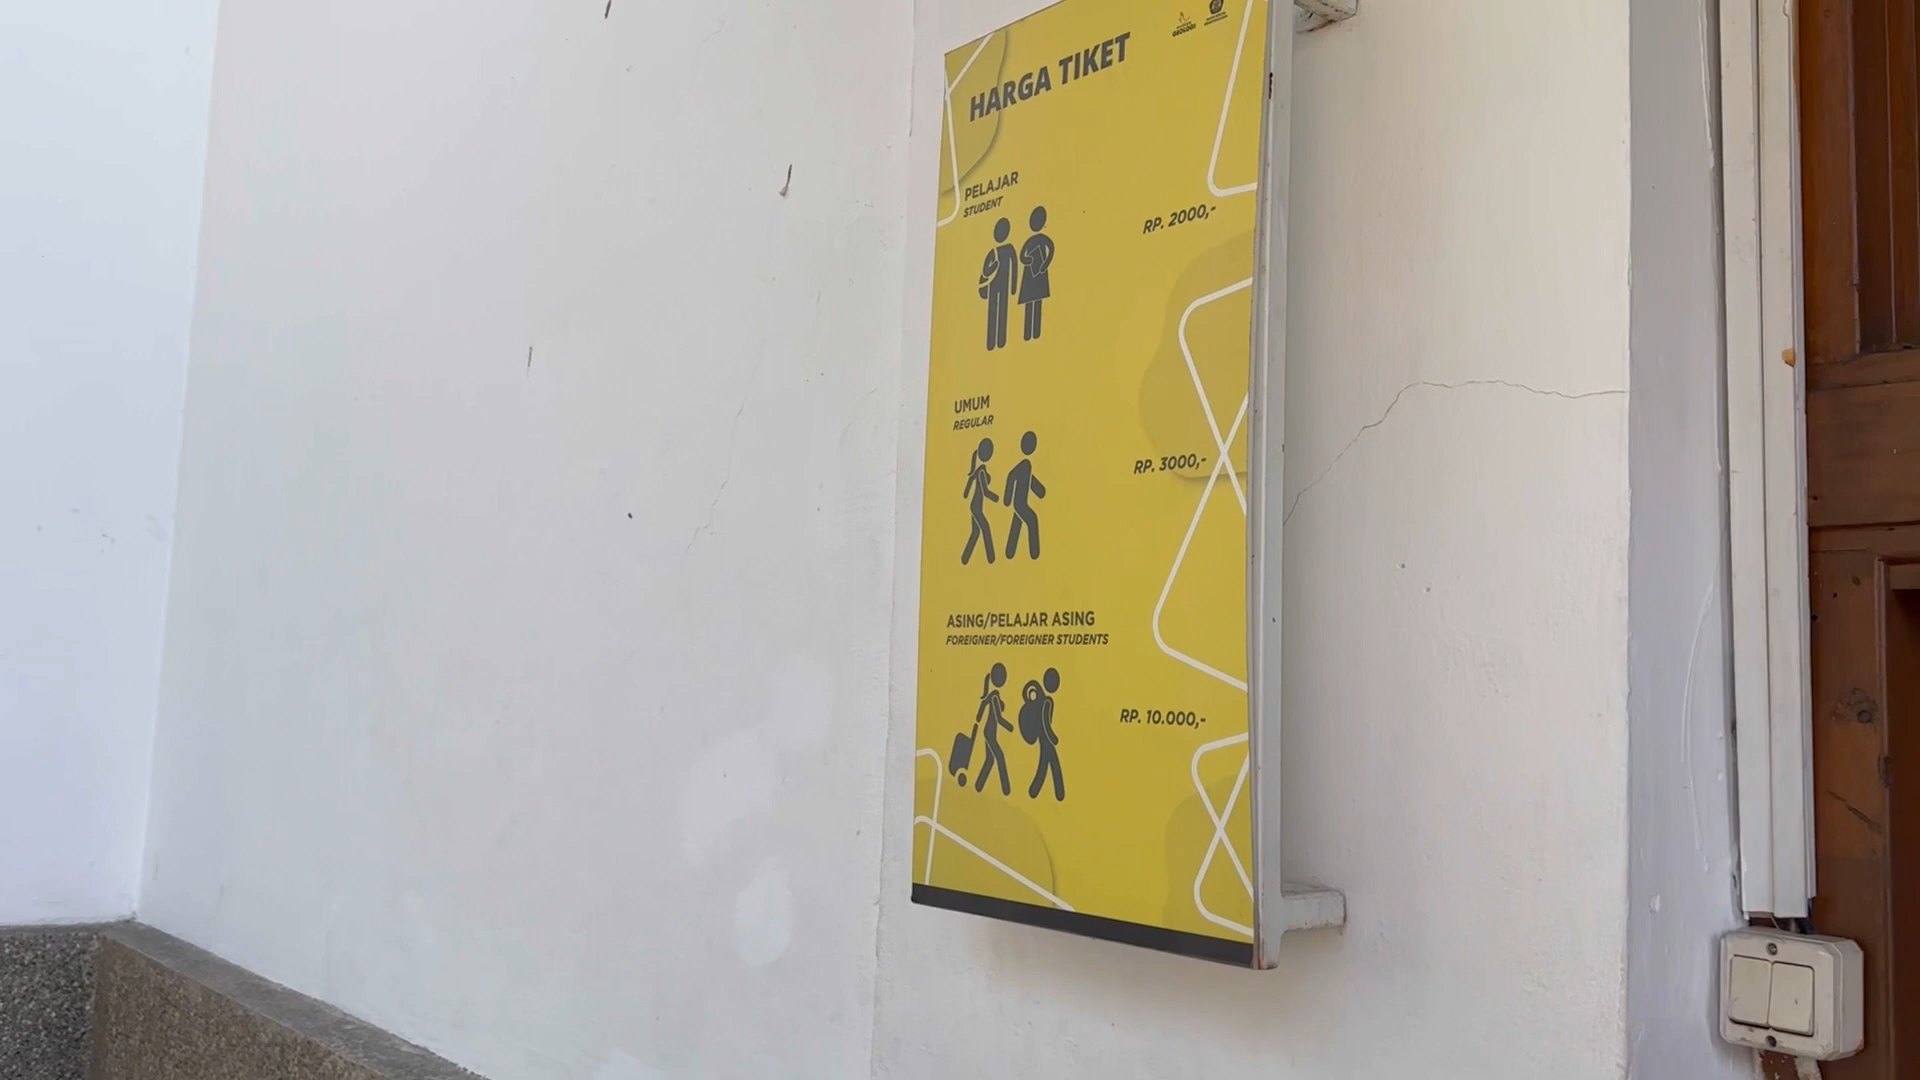 GEOLOGI
HARGA TIKET
PELAJAR
STUDENT
RP. 2000,-
UMUM
REGULAR
RP. 3000,-
ASING/PELAJAR ASING
FOREIGNER/FOREIGNER STUDENTS
RP. 10.000,-